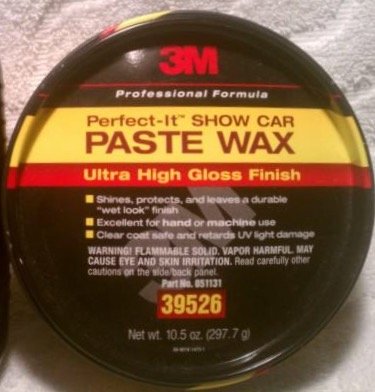 3M
Professional Formula
Perfect-It™ SHOW CAR
PASTE WAX
Ultra High Gloss Finish
Shines, protects, and leaves a durable
"wet look" finish
Excellent for hand or machine use
Clear coat safe and retards UV light damage
WARNING! FLAMMABLE SOLID. VAPOR HARMFUL. MAY
CAUSE EYE AND SKIN IRRITATION. Read carefully other
cautions on the side/back panel.
Part No. 051131
39526
Net wt. 10.5 oz. (297.7 g)